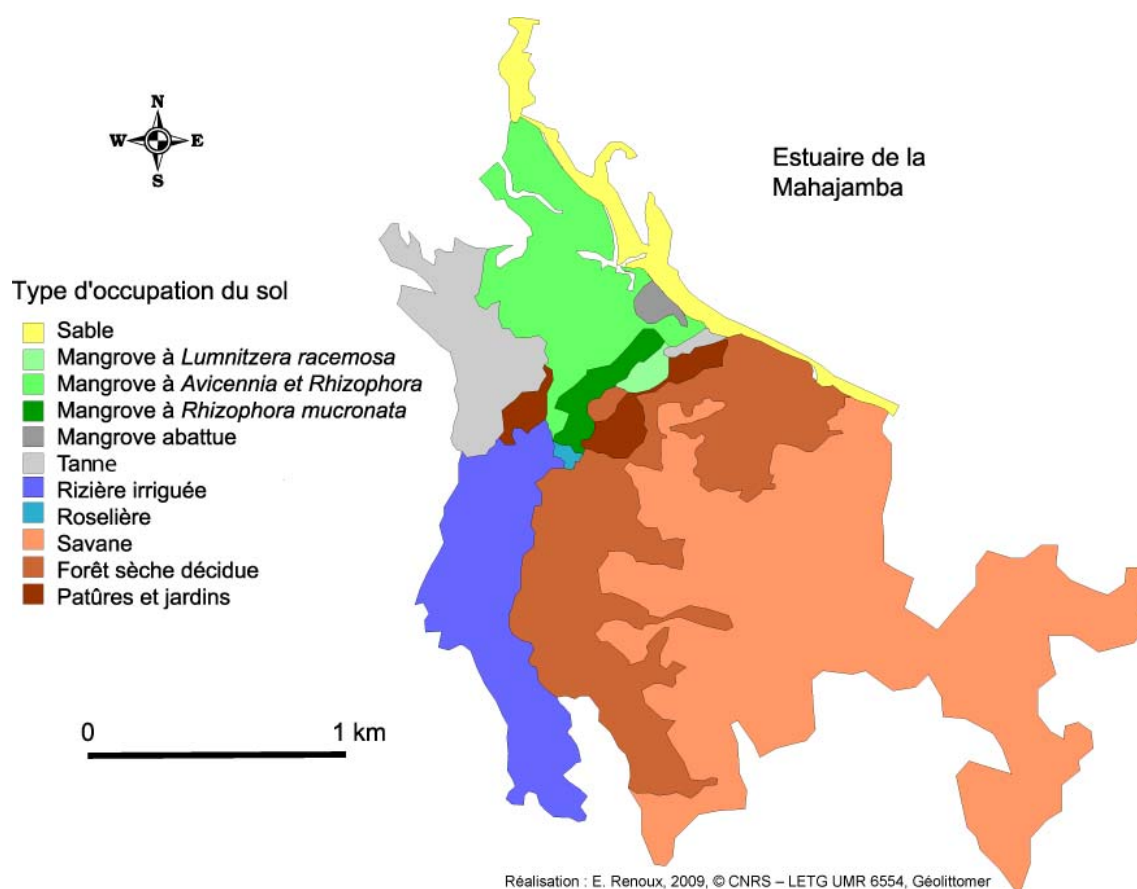 N
W E
S
Estuaire de la
Mahajamba
Type d'occupation du sol
Sable
Mangrove à Lumnitzera racemosa
Mangrove à Avicennia et Rhizophora
Mangrove à Rhizophora mucronata
Mangrove abattue
Tanne
Rizière irriguée
Roselière
Savane
Forêt sèche décidue
Patûres et jardins
0 1 km
Réalisation : E. Renoux, 2009, © CNRS – LETG UMR 6554, Géolittomer